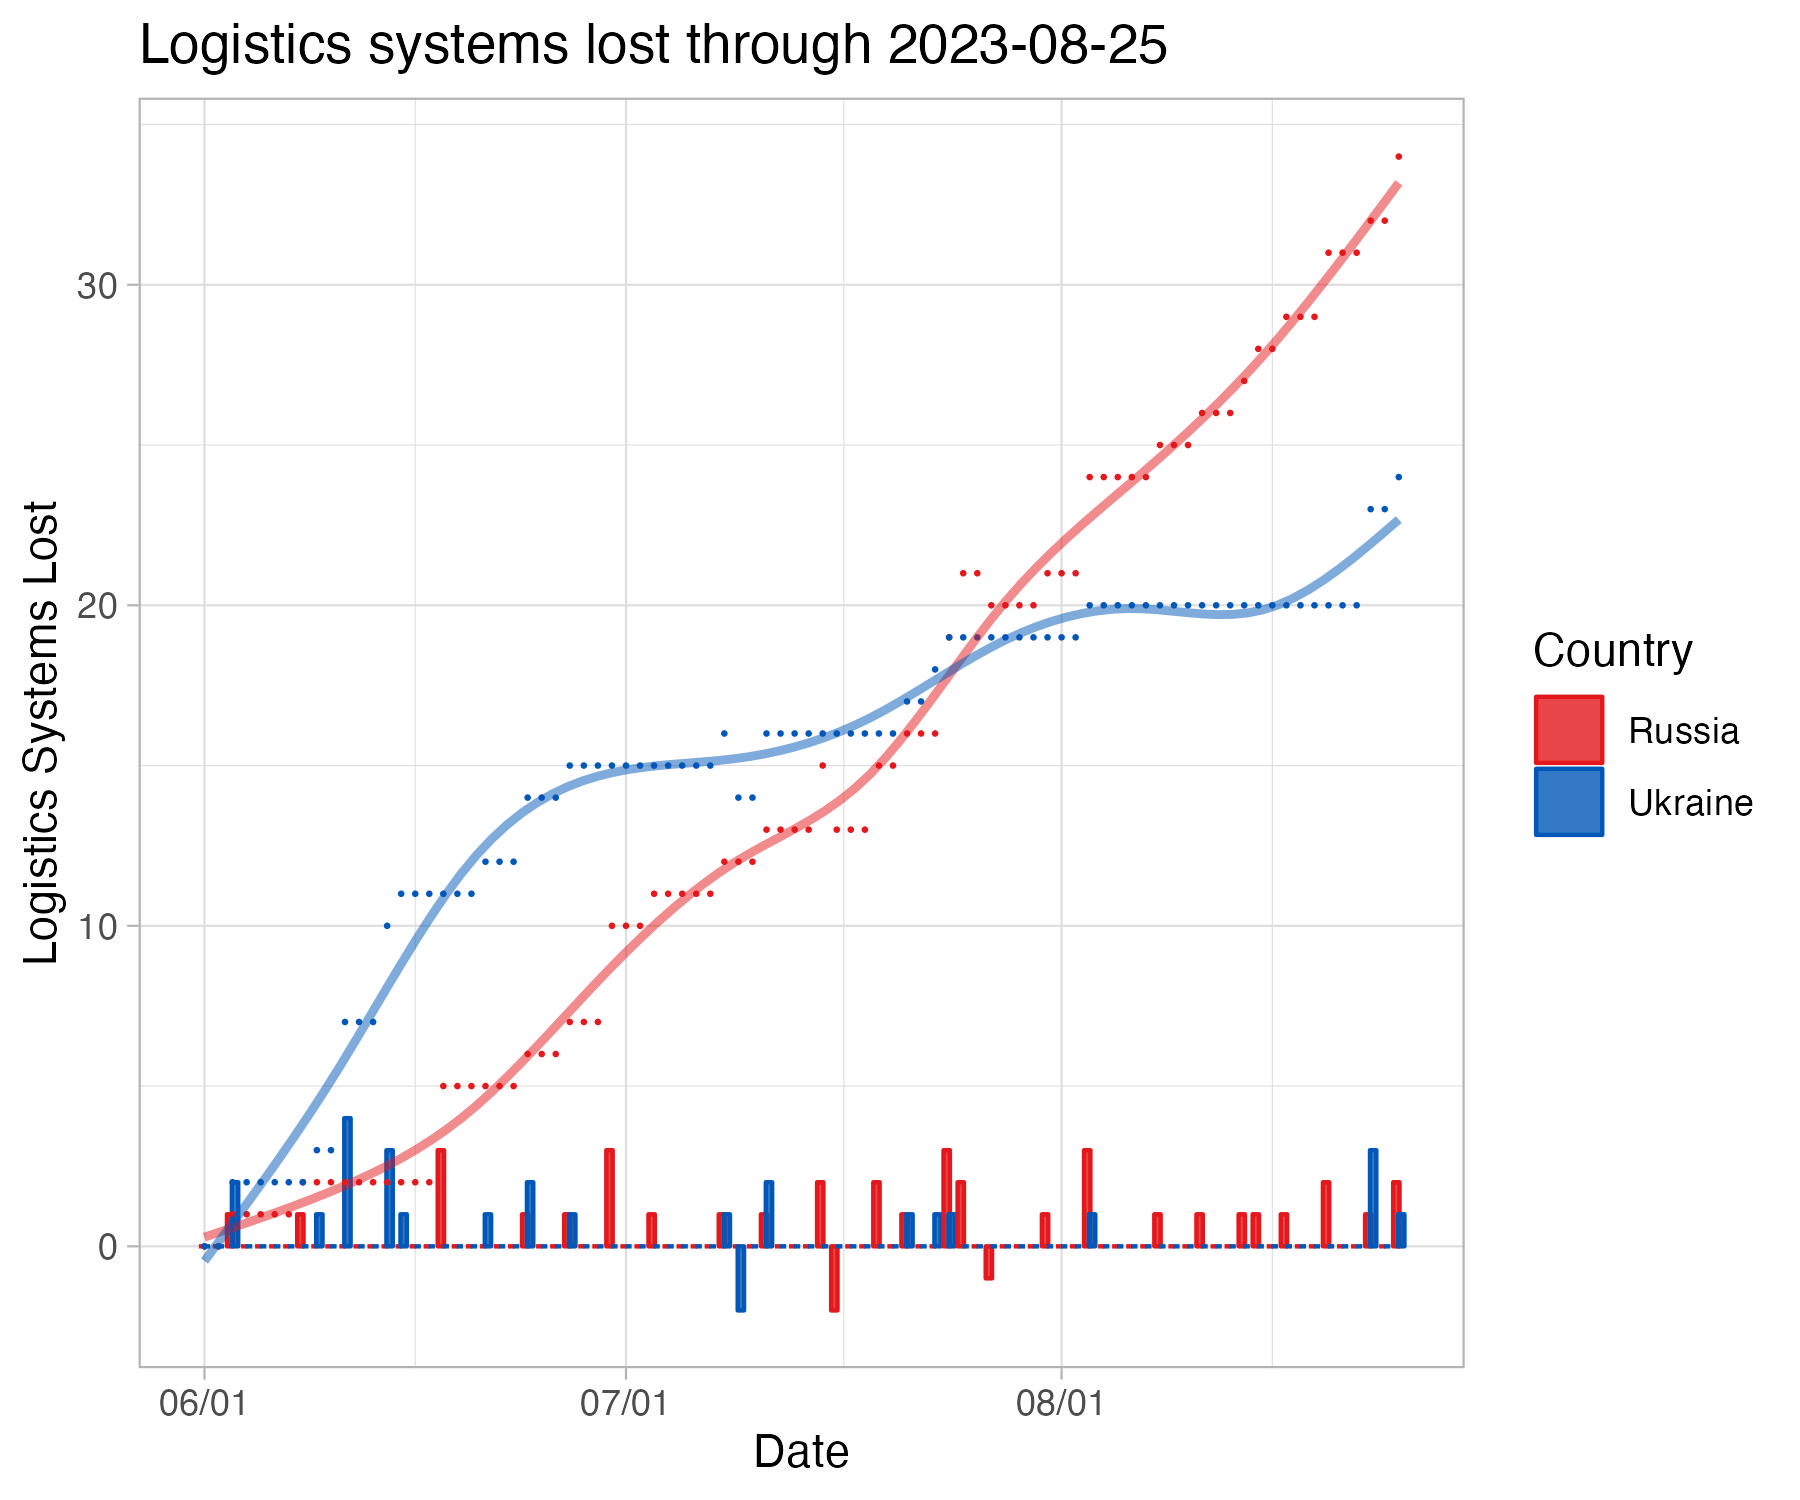 Logistics systems lost through 2023-08-25
Logistics Systems Lost
30
20
10
0
06/01
07/01
08/01
Date
Country
Russia
Ukraine